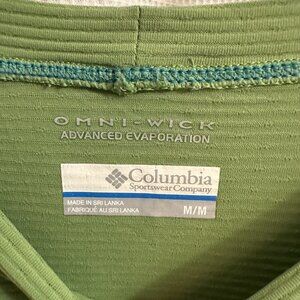 OMNI-WICK
ADVANCED EVAPORATION
Columbia
Sportswear Company
MADE IN SRI LANKA
FABRIQUÉ AU SRI LANKA
M/M